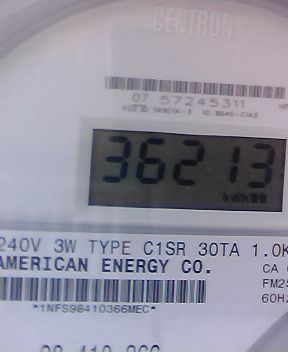 CENTRON®
07 57245311
36213
kWh
240V 3W TYPE C1SR 30TA 1.0K
AMERICAN ENERGY CO.
CA
FM2S
60Hz
*1NFS98410366MEC*